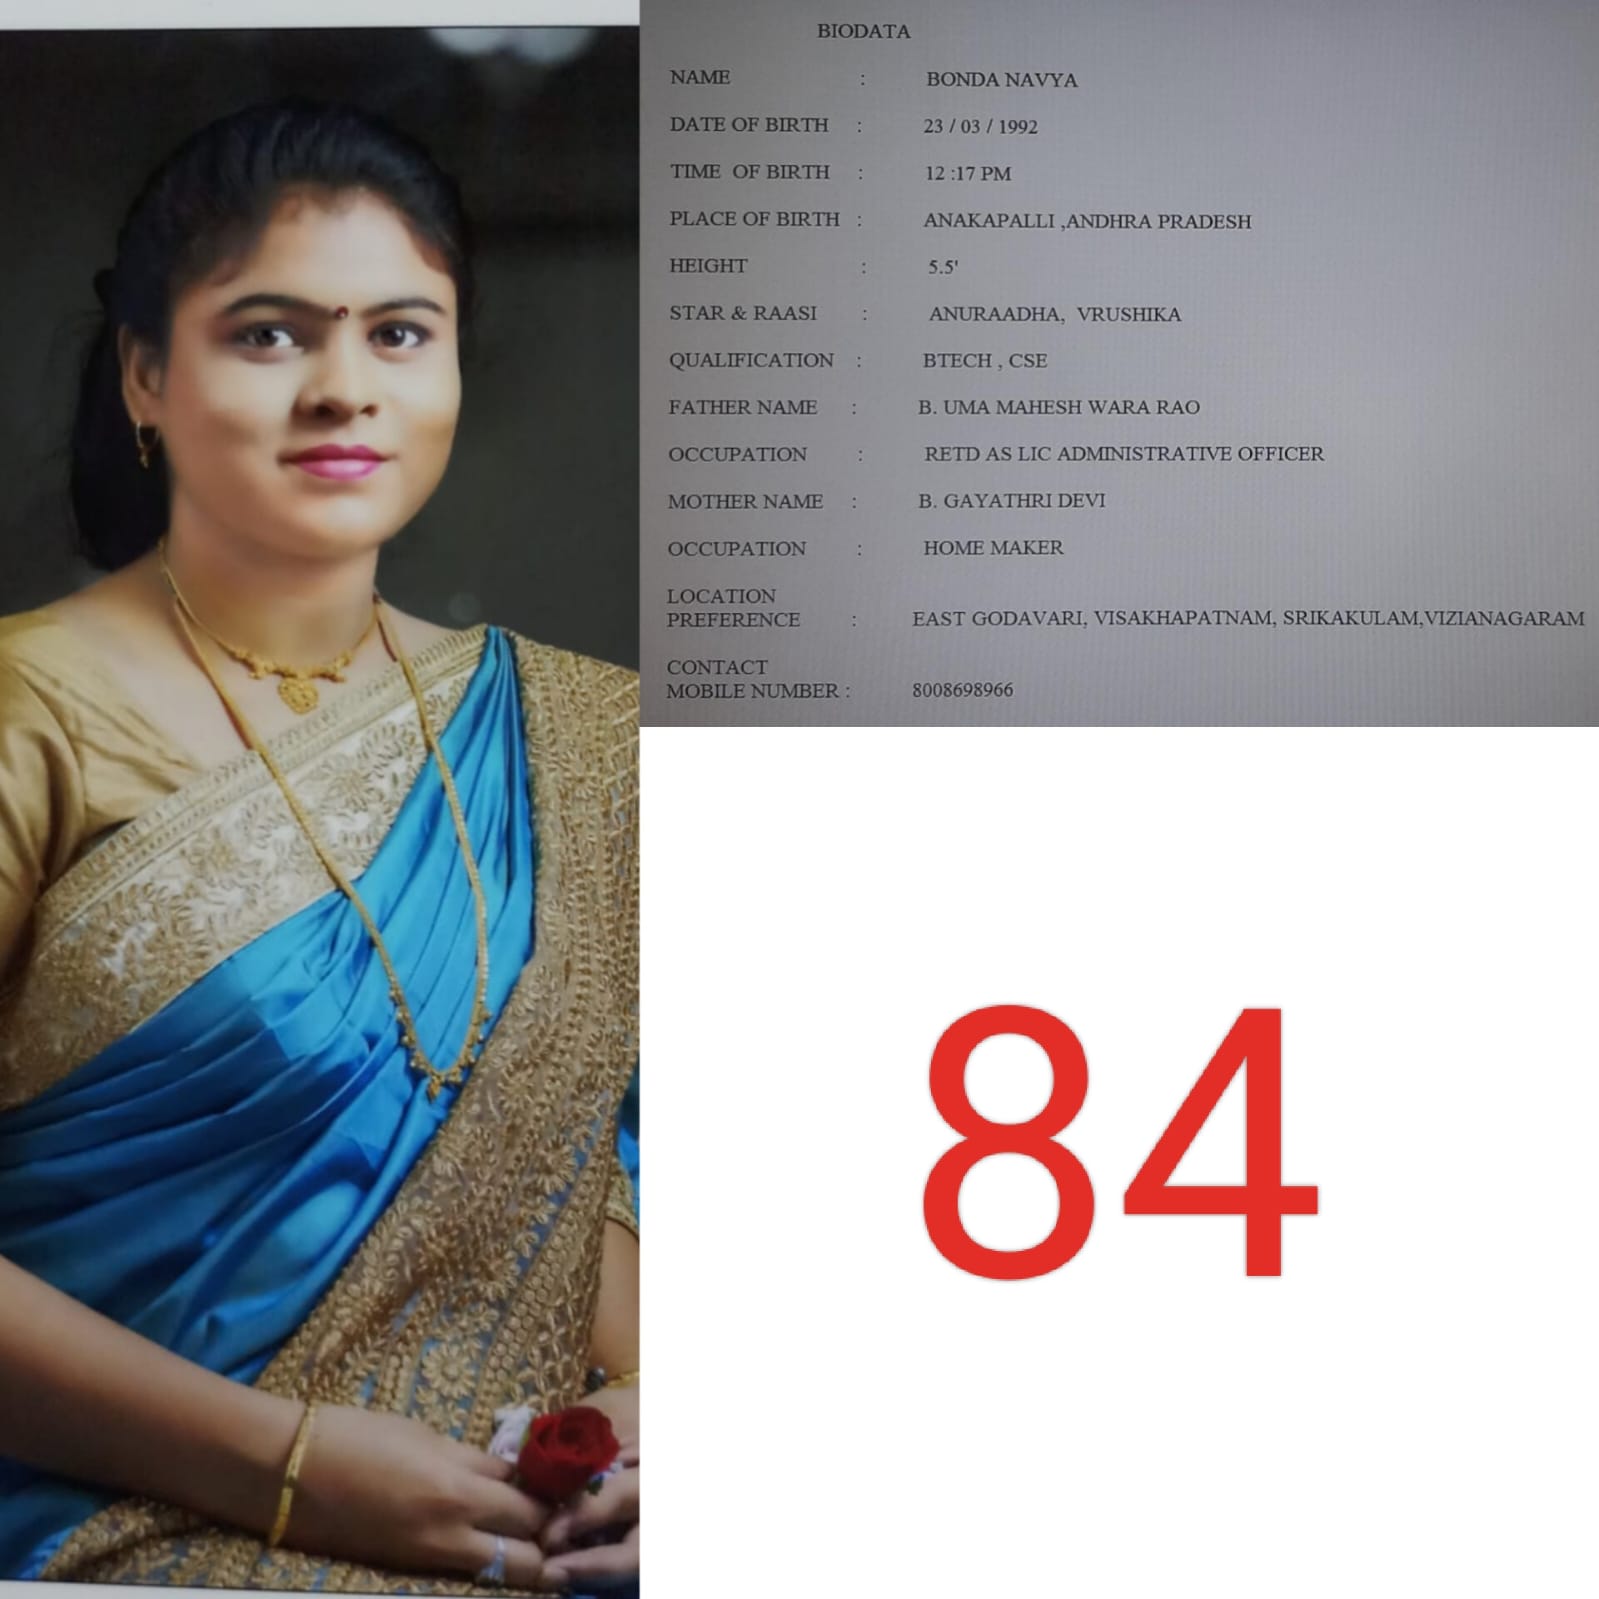 BIODATA
NAME : BONDA NAVYA
DATE OF BIRTH : 23 / 03 / 1992
TIME OF BIRTH : 12 :17 PM
PLACE OF BIRTH : ANAKAPALLI ,ANDHRA PRADESH
HEIGHT : 5.5'
STAR & RAASI : ANURAADHA, VRUSHIKA
QUALIFICATION : BTECH , CSE
FATHER NAME : B. UMA MAHESH WARA RAO
OCCUPATION : RETD AS LIC ADMINISTRATIVE OFFICER
MOTHER NAME : B. GAYATHRI DEVI
OCCUPATION : HOME MAKER
LOCATION
PREFERENCE : EAST GODAVARI, VISAKHAPATNAM, SRIKAKULAM,VIZIANAGARAM
CONTACT
MOBILE NUMBER : 8008698966
84